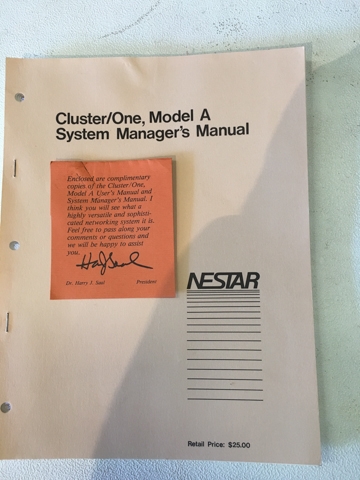 Cluster/One, Model A
System Manager's Manual
Enclosed are complimentary
copies of the Cluster/One,
Model A User's Manual and
System Manager's Manual. I
think you will see what a
highly versatile and sophisti-
cated networking system it is.
Feel free to pass along your
comments or questions and
we will be happy to assist
you.
Harry J Saal
Dr. Harry J. Saal President
NESTAR
Retail Price: $25.00